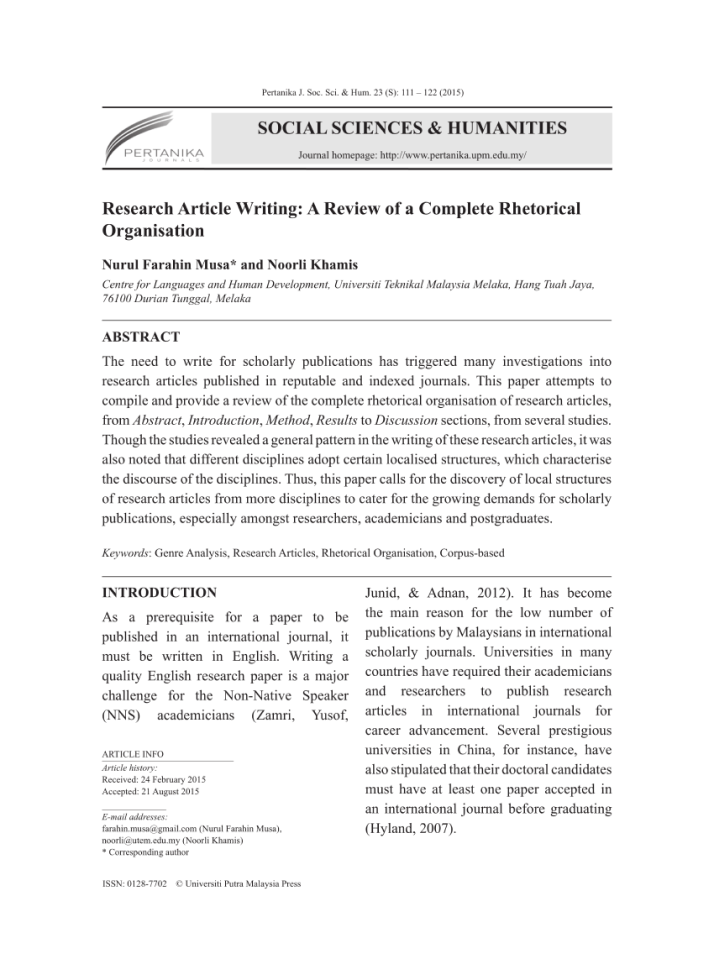 Pertanika J. Soc. Sci. & Hum. 23 (S): 111 – 122 (2015)
PERTANIKA
JOURNALS
SOCIAL SCIENCES & HUMANITIES
Journal homepage: http://www.pertanika.upm.edu.my/
Research Article Writing: A Review of a Complete Rhetorical
Organisation
Nurul Farahin Musa* and Noorli Khamis
Centre for Languages and Human Development, Universiti Teknikal Malaysia Melaka, Hang Tuah Jaya,
76100 Durian Tunggal, Melaka
ABSTRACT
The need to write for scholarly publications has triggered many investigations into
research articles published in reputable and indexed journals. This paper attempts to
compile and provide a review of the complete rhetorical organisation of research articles,
from Abstract, Introduction, Method, Results to Discussion sections, from several studies.
Though the studies revealed a general pattern in the writing of these research articles, it was
also noted that different disciplines adopt certain localised structures, which characterise
the discourse of the disciplines. Thus, this paper calls for the discovery of local structures
of research articles from more disciplines to cater for the growing demands for scholarly
publications, especially amongst researchers, academicians and postgraduates.
Keywords: Genre Analysis, Research Articles, Rhetorical Organisation, Corpus-based
INTRODUCTION
As a prerequisite for a paper to be
published in an international journal, it
must be written in English. Writing a
quality English research paper is a major
challenge for the Non-Native Speaker
(NNS) academicians (Zamri, Yusof,
ARTICLE INFO
Article history:
Received: 24 February 2015
Accepted: 21 August 2015
E-mail addresses:
farahin.musa@gmail.com (Nurul Farahin Musa),
noorli@utem.edu.my (Noorli Khamis)
* Corresponding author
Junid, & Adnan, 2012). It has become
the main reason for the low number of
publications by Malaysians in international
scholarly journals. Universities in many
countries have required their academicians
and researchers to publish research
articles in international journals for
career advancement. Several prestigious
universities in China, for instance, have
also stipulated that their doctoral candidates
must have at least one paper accepted in
an international journal before graduating
(Hyland, 2007).
ISSN: 0128-7702 © Universiti Putra Malaysia Press